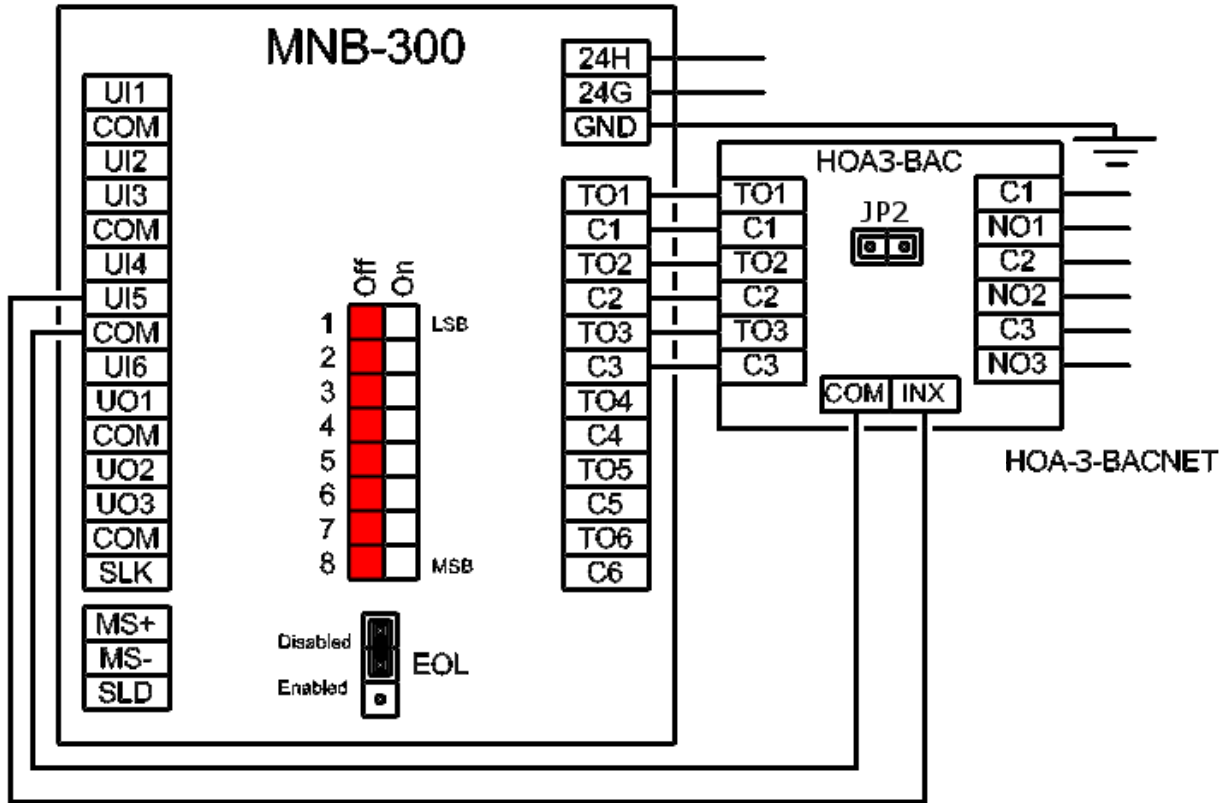 MNB-300
UI1
COM
UI2
UI3
COM
UI4
UI5
COM
UI6
UO1
COM
UO2
UO3
COM
SLK
MS+
MS-
SLD
Off
On
1
LSB
2
3
4
5
6
7
8
MSB
Disabled
EOL
Enabled
24H
24G
GND
TO1
C1
TO2
C2
TO3
C3
TO4
C4
TO5
C5
TO6
C6
HOA3-BAC
TO1
C1
TO2
C2
TO3
C3
JP2
C1
NO1
C2
NO2
C3
NO3
COM
INX
HOA-3-BACNET